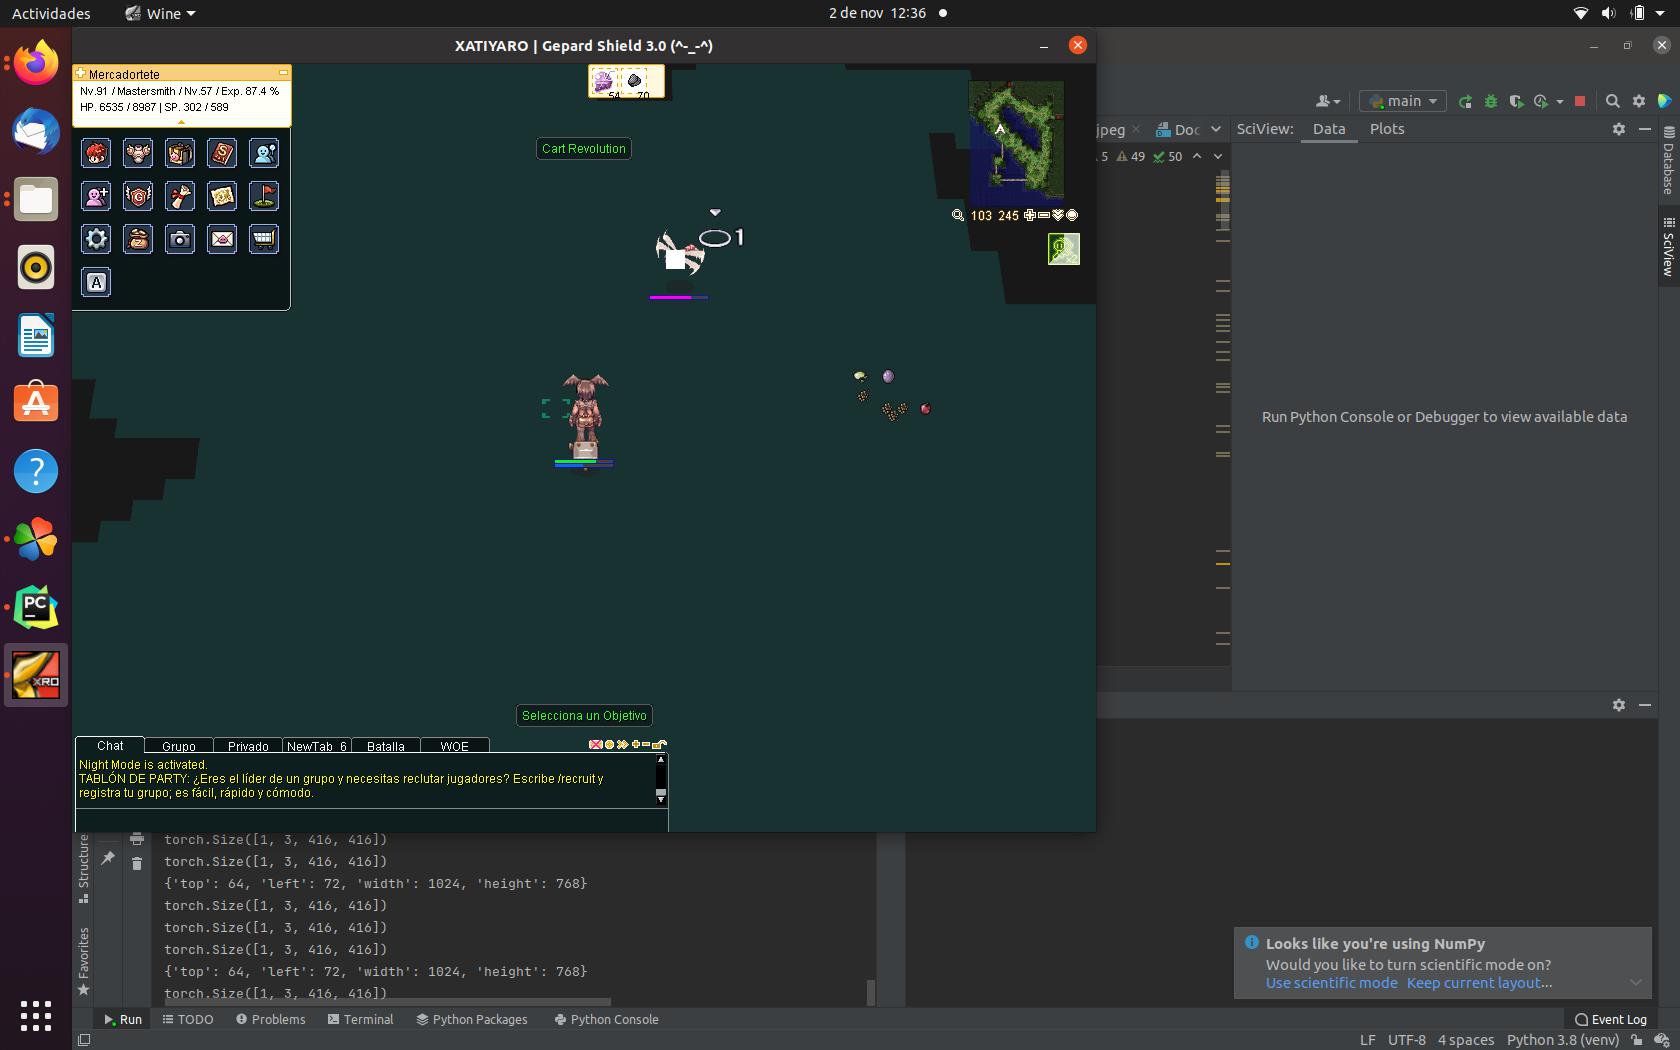 Actividades
Wine
2 de nov 12:36
XATIYARO | Gepard Shield 3.0 (^-_-^)
Mercadortete
Nv.91 / Mastersmith / Nv.57 / Exp. 87.4 %
HP. 6535 / 8987 | SP. 302 / 589
54
70
Cart Revolution
1
A
103 245
x2
G
A
Selecciona un Objetivo
Chat
Grupo
Privado
NewTab_6
Batalla
WOE
Night Mode is activated.
TABLÓN DE PARTY: ¿Eres el líder de un grupo y necesitas reclutar jugadores? Escribe /recruit y
registra tu grupo; es fácil, rápido y cómodo.
PC
XRO
main
jpeg
Doc
SciView:
Data
Plots
5
49
50
Database
SciView
Run Python Console or Debugger to view available data
torch.Size([1, 3, 416, 416])
torch.Size([1, 3, 416, 416])
{'top': 64, 'left': 72, 'width': 1024, 'height': 768}
torch.Size([1, 3, 416, 416])
torch.Size([1, 3, 416, 416])
torch.Size([1, 3, 416, 416])
{'top': 64, 'left': 72, 'width': 1024, 'height': 768}
torch.Size([1, 3, 416, 416])
Structure
Favorites
Looks like you're using NumPy
Would you like to turn scientific mode on?
Use scientific mode Keep current layout...
Run
TODO
Problems
Terminal
Python Packages
Python Console
Event Log
LF
UTF-8
4 spaces
Python 3.8 (venv)